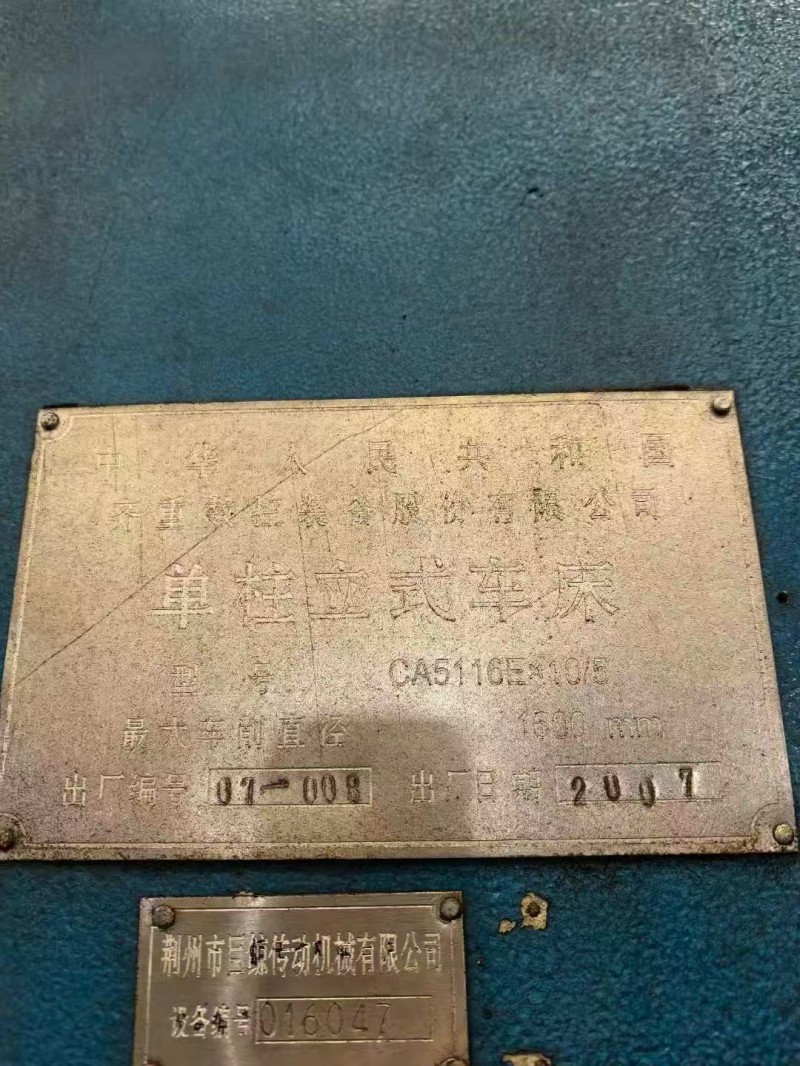 中华人民共和国
齐重数控装备股份有限公司
单柱立式车床
型号 CA5116E×10/5
最大车削直径 1600 mm
出厂编号 07-008 出厂日期 2007
荆州市巨鲸传动机械有限公司
设备编号 016047